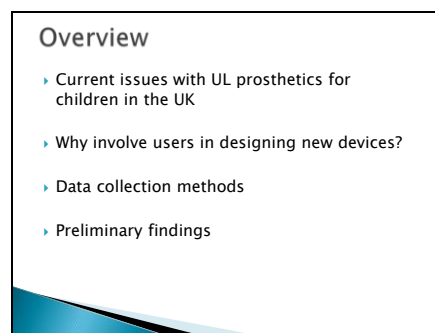 Overview
Current issues with UL prosthetics for
children in the UK
Why involve users in designing new devices?
Data collection methods
Preliminary findings